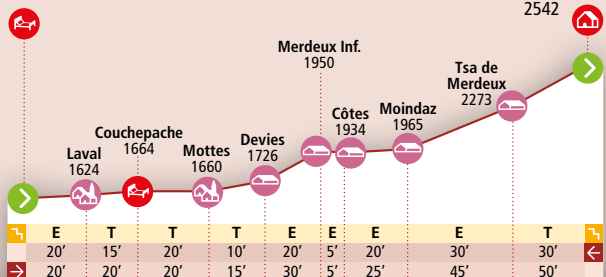 2542
Merdeux Inf.
1950
Tsa de
Merdeux
2273
Côtes
1934
Moindaz
1965
Couchepache
1664
Devies
1726
Mottes
1660
Laval
1624
E T T T E E E E T
20’ 15’ 20’ 10’ 20’ 5’ 20’ 30’ 30’
20’ 20’ 20’ 15’ 30’ 5’ 25’ 45’ 50’